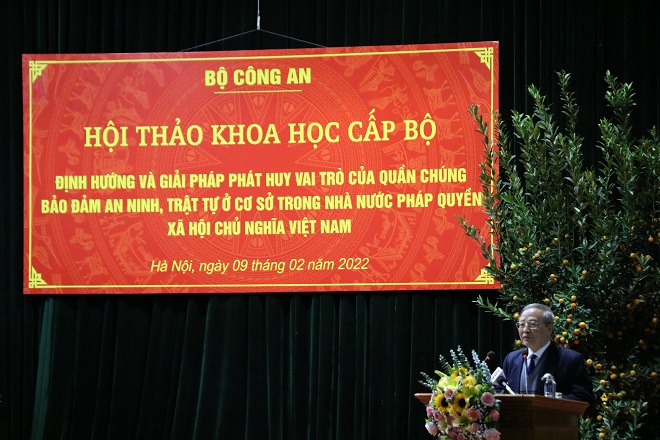 BỘ CÔNG AN
HỘI THẢO KHOA HỌC CẤP BỘ
ĐỊNH HƯỚNG VÀ GIẢI PHÁP PHÁT HUY VAI TRÒ CỦA QUẦN CHÚNG
BẢO ĐẢM AN NINH, TRẬT TỰ Ở CƠ SỞ TRONG NHÀ NƯỚC PHÁP QUYỀN
XÃ HỘI CHỦ NGHĨA VIỆT NAM
Hà Nội, ngày 09 tháng 02 năm 2022